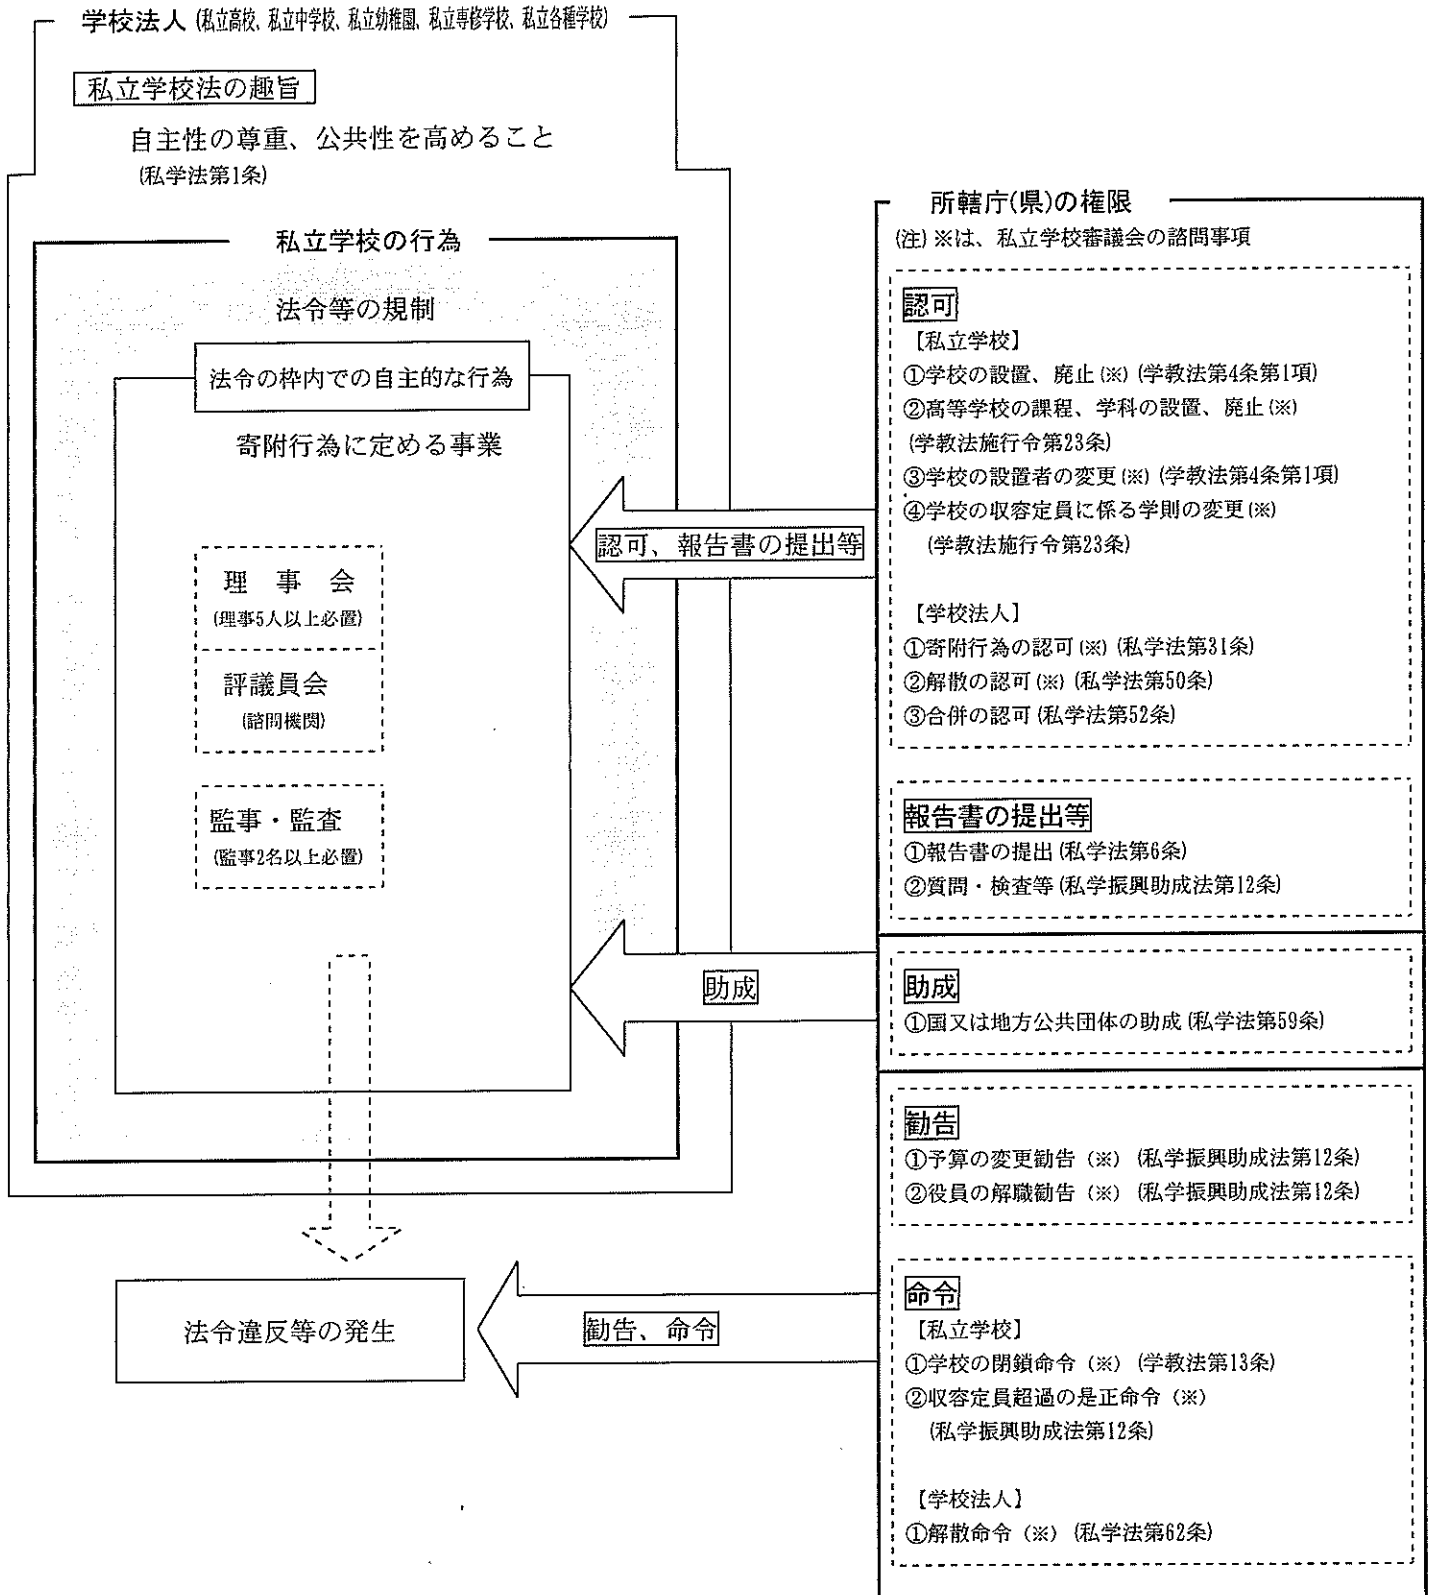 学校法人 (私立高校、私立中学校、私立幼稚園、私立専修学校、私立各種学校)
私立学校法の趣旨
自主性の尊重、公共性を高めること
(私学法第1条)
私立学校の行為
法令等の規制
法令の枠内での自主的な行為
寄附行為に定める事業
理 事 会
(理事5人以上必置)
評議員会
(諮問機関)
監事・監査
(監事2名以上必置)
法令違反等の発生
認可、報告書の提出等
助成
勧告、命令
所轄庁(県)の権限
(注)※は、私立学校審議会の諮問事項
認可
【私立学校】
①学校の設置、廃止(※) (学教法第4条第1項)
②高等学校の課程、学科の設置、廃止(※)
(学教法施行令第23条)
③学校の設置者の変更(※) (学教法第4条第1項)
④学校の収容定員に係る学則の変更(※)
(学教法施行令第23条)
【学校法人】
①寄附行為の認可(※) (私学法第31条)
②解散の認可(※) (私学法第50条)
③合併の認可(私学法第52条)
報告書の提出等
①報告書の提出(私学法第6条)
②質問・検査等(私学振興助成法第12条)
助成
①国又は地方公共団体の助成(私学法第59条)
勧告
①予算の変更勧告（※）(私学振興助成法第12条)
②役員の解職勧告（※）(私学振興助成法第12条)
命令
【私立学校】
①学校の閉鎖命令（※）(学教法第13条)
②収容定員超過の是正命令（※）
(私学振興助成法第12条)
【学校法人】
①解散命令（※）(私学法第62条)